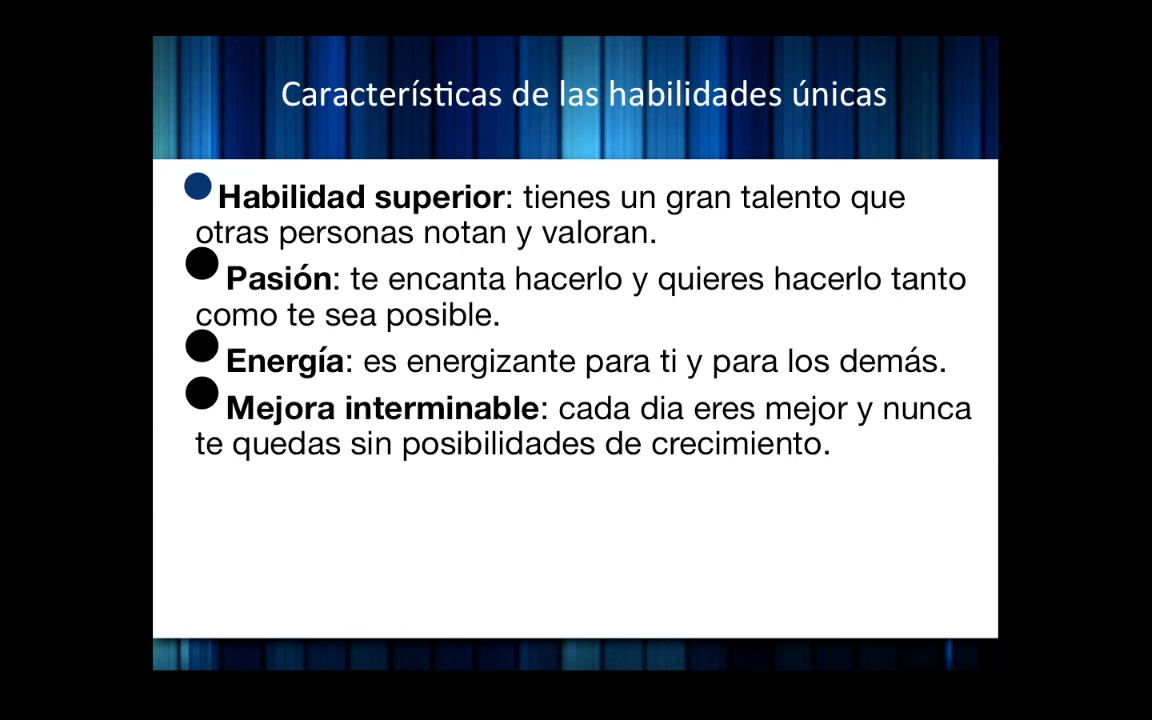 Características de las habilidades únicas
Habilidad superior: tienes un gran talento que
otras personas notan y valoran.
Pasión: te encanta hacerlo y quieres hacerlo tanto
como te sea posible.
Energía: es energizante para ti y para los demás.
Mejora interminable: cada dia eres mejor y nunca
te quedas sin posibilidades de crecimiento.